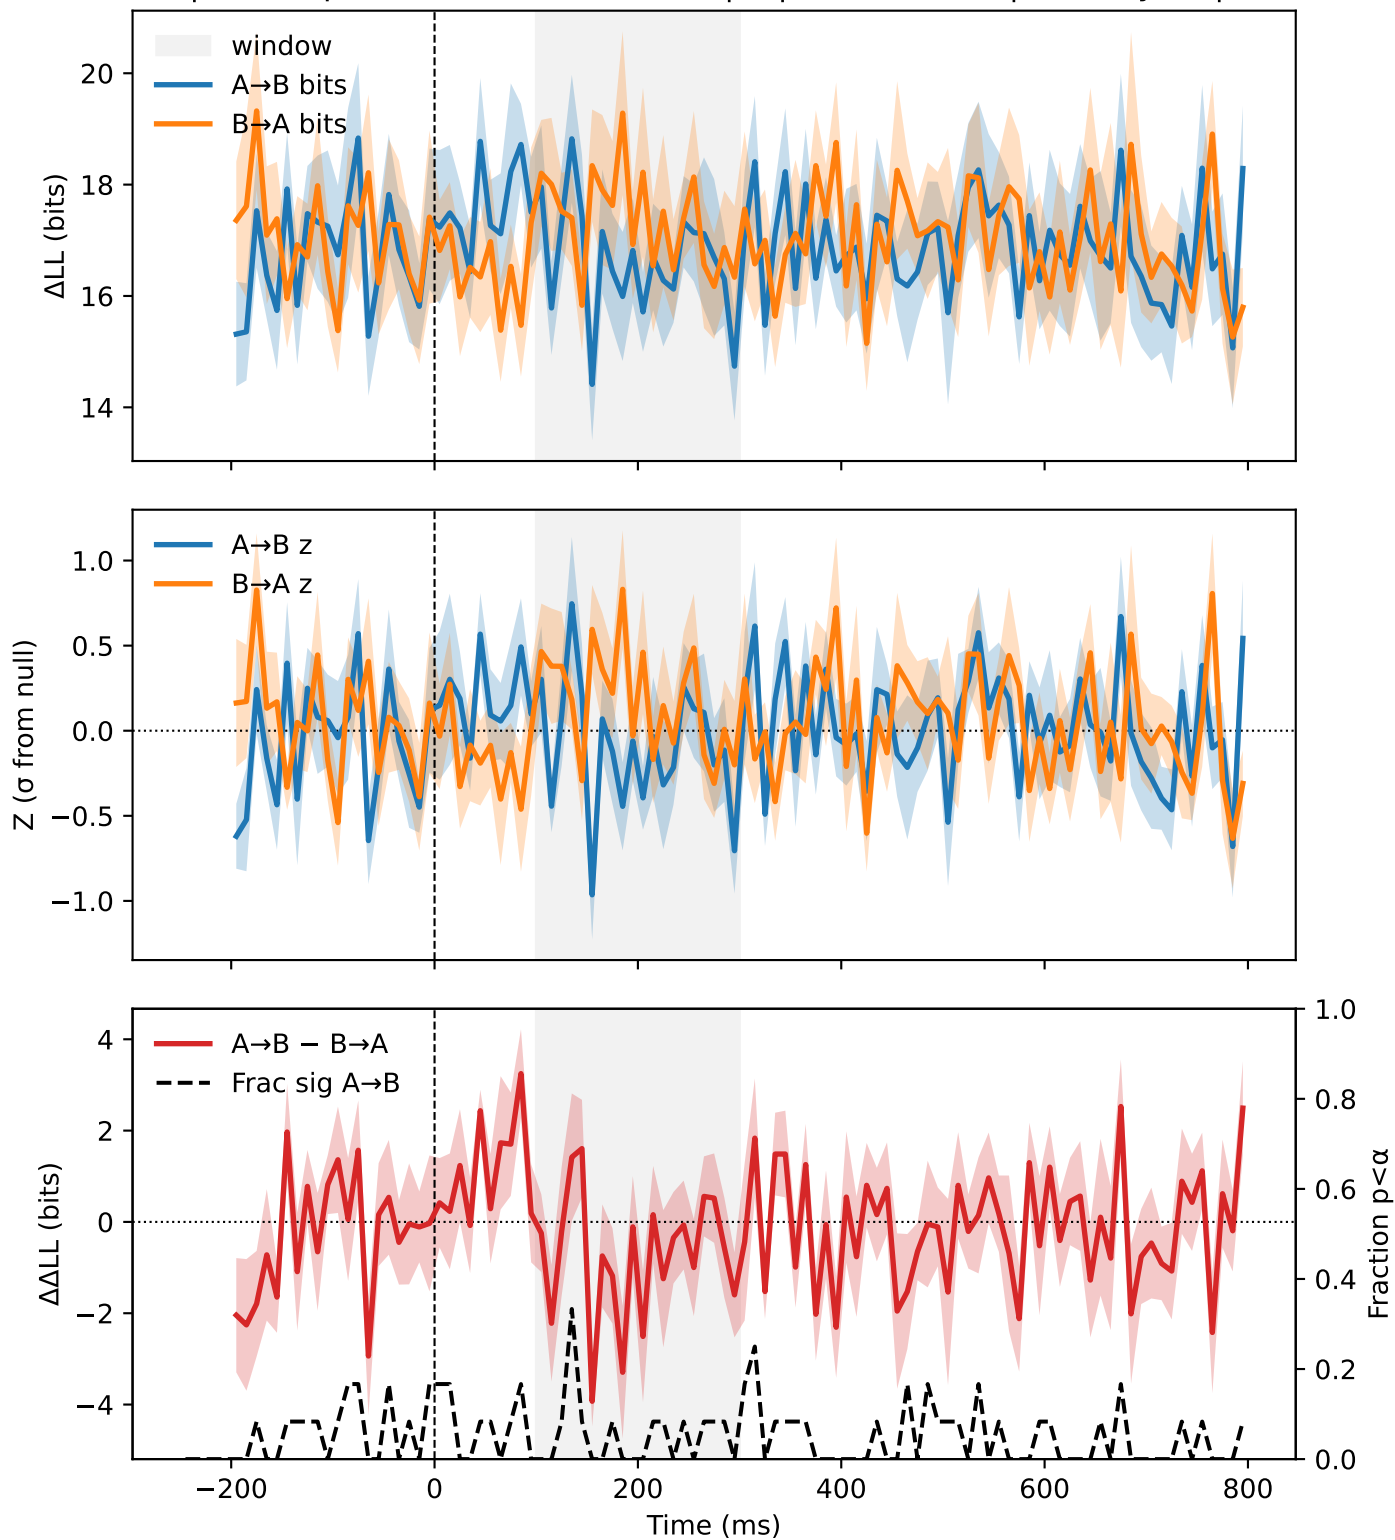 window
A→B bits
B→A bits
ΔLL (bits)
20
18
16
14
A→B z
B→A z
Z (σ from null)
1.0
0.5
0.0
−0.5
−1.0
A→B − B→A
Frac sig A→B
ΔΔLL (bits)
4
2
0
−2
−4
1.0
0.8
0.6
0.4
0.2
0.0
Fraction p<α
−200
0
200
400
600
800
Time (ms)